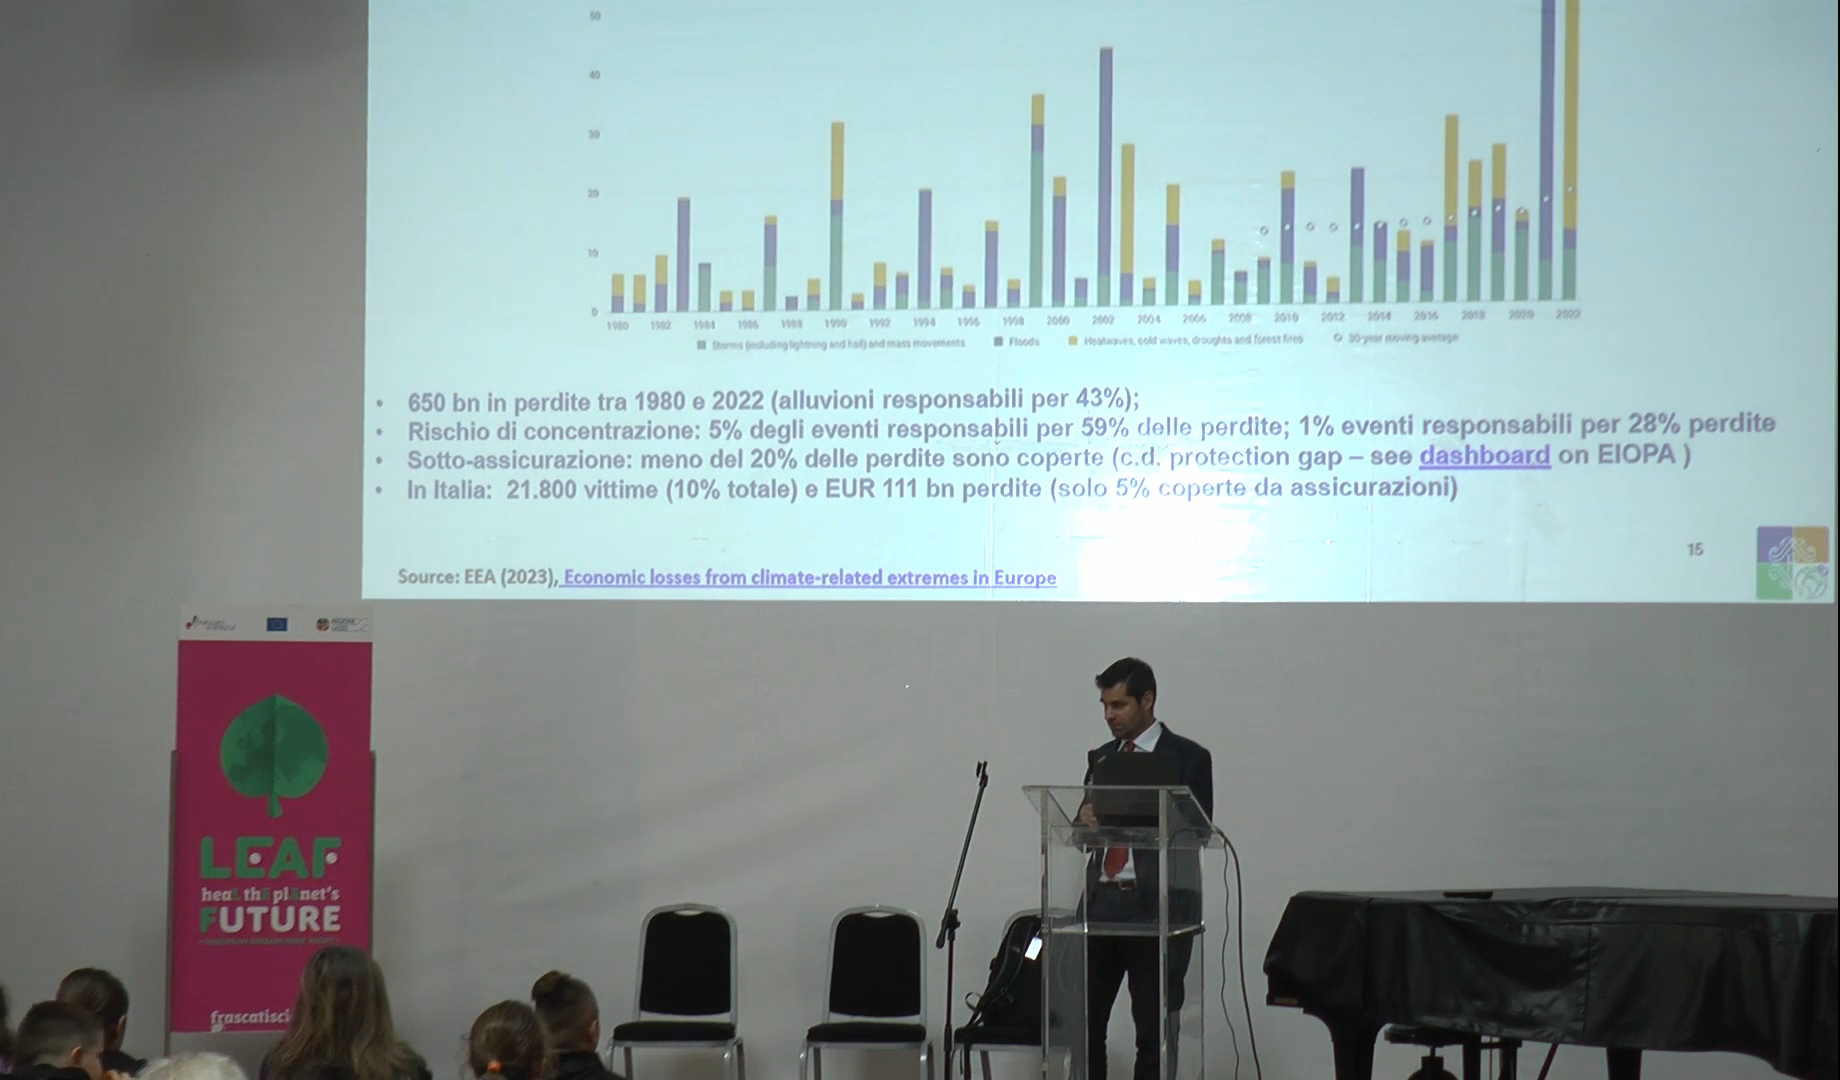 50
40
30
20
10
0
1980 1982 1984 1986 1988 1990 1992 1994 1996 1998 2000 2002 2004 2006 2008 2010 2012 2014 2016 2018 2020 2022
Storms (including lightning and hail) and mass movements Floods Heatwaves, cold waves, droughts and forest fires 30-year moving average
• 650 bn in perdite tra 1980 e 2022 (alluvioni responsabili per 43%);
• Rischio di concentrazione: 5% degli eventi responsabili per 59% delle perdite; 1% eventi responsabili per 28% perdite
• Sotto-assicurazione: meno del 20% delle perdite sono coperte (c.d. protection gap – see dashboard on EIOPA )
• In Italia: 21.800 vittime (10% totale) e EUR 111 bn perdite (solo 5% coperte da assicurazioni)
15
Source: EEA (2023), Economic losses from climate-related extremes in Europe
LEAF
heal thE plAnet's
FUTURE
frascatisci